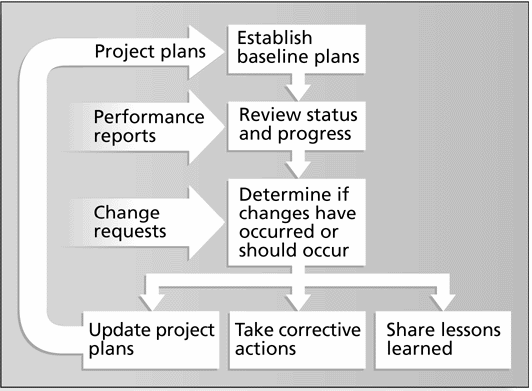 Project plans
Establish
baseline plans
Performance
reports
Review status
and progress
Change
requests
Determine if
changes have
occurred or
should occur
Update project
plans
Take corrective
actions
Share lessons
learned